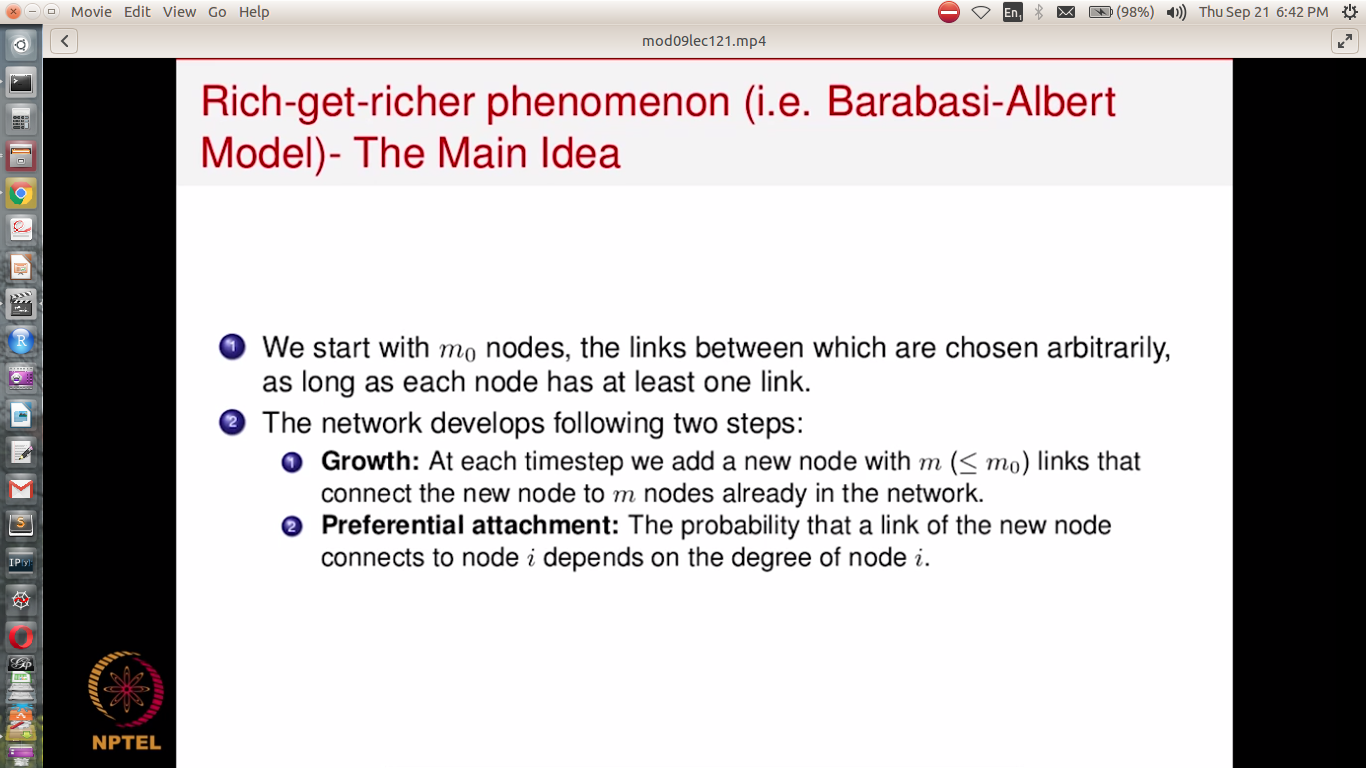 Movie Edit View Go Help
En1 (98%) Thu Sep 21 6:42 PM
mod09lec121.mp4
Rich-get-richer phenomenon (i.e. Barabasi-Albert
Model)- The Main Idea
1 We start with m₀ nodes, the links between which are chosen arbitrarily,
as long as each node has at least one link.
2 The network develops following two steps:
1 Growth: At each timestep we add a new node with m (≤ m₀) links that
connect the new node to m nodes already in the network.
2 Preferential attachment: The probability that a link of the new node
connects to node i depends on the degree of node i.
R
S
IP[y]:
NPTEL